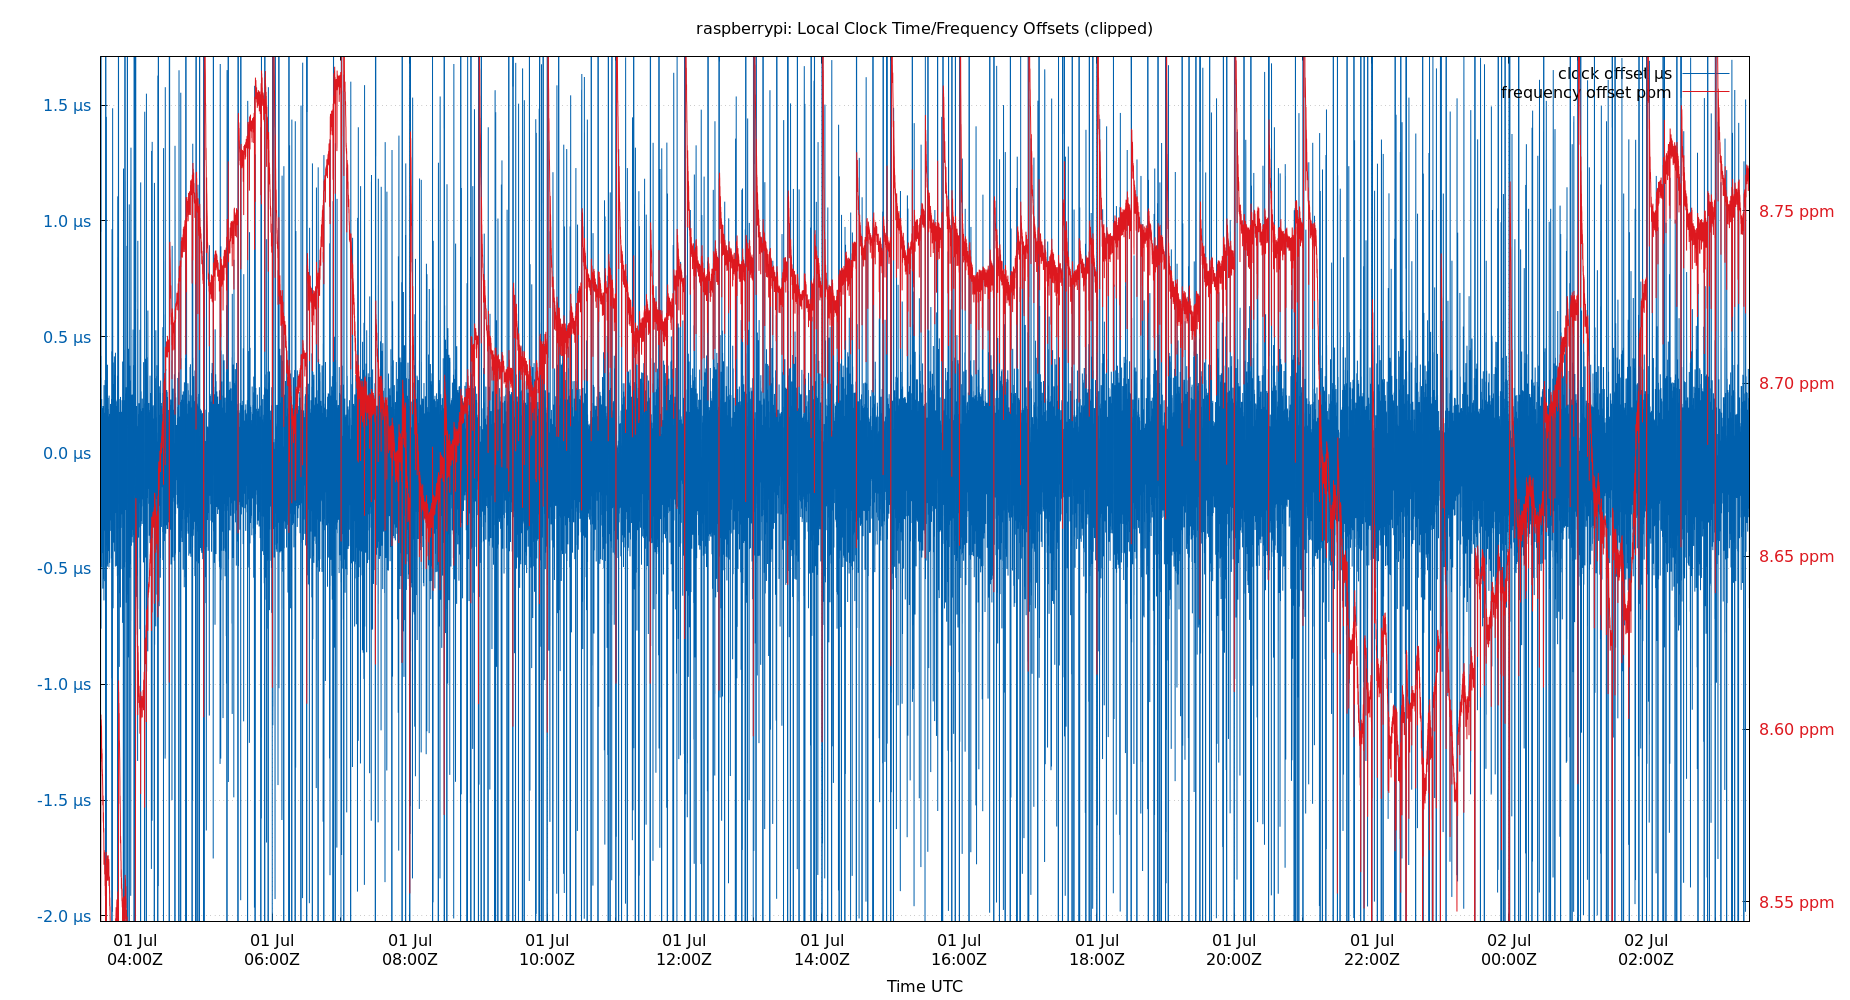 raspberrypi: Local Clock Time/Frequency Offsets (clipped)
clock offset µs
frequency offset ppm
1.5 µs
1.0 µs
0.5 µs
0.0 µs
-0.5 µs
-1.0 µs
-1.5 µs
-2.0 µs
8.75 ppm
8.70 ppm
8.65 ppm
8.60 ppm
8.55 ppm
01 Jul 01 Jul 01 Jul 01 Jul 01 Jul 01 Jul 01 Jul 01 Jul 01 Jul 01 Jul 02 Jul 02 Jul
04:00Z 06:00Z 08:00Z 10:00Z 12:00Z 14:00Z 16:00Z 18:00Z 20:00Z 22:00Z 00:00Z 02:00Z
Time UTC